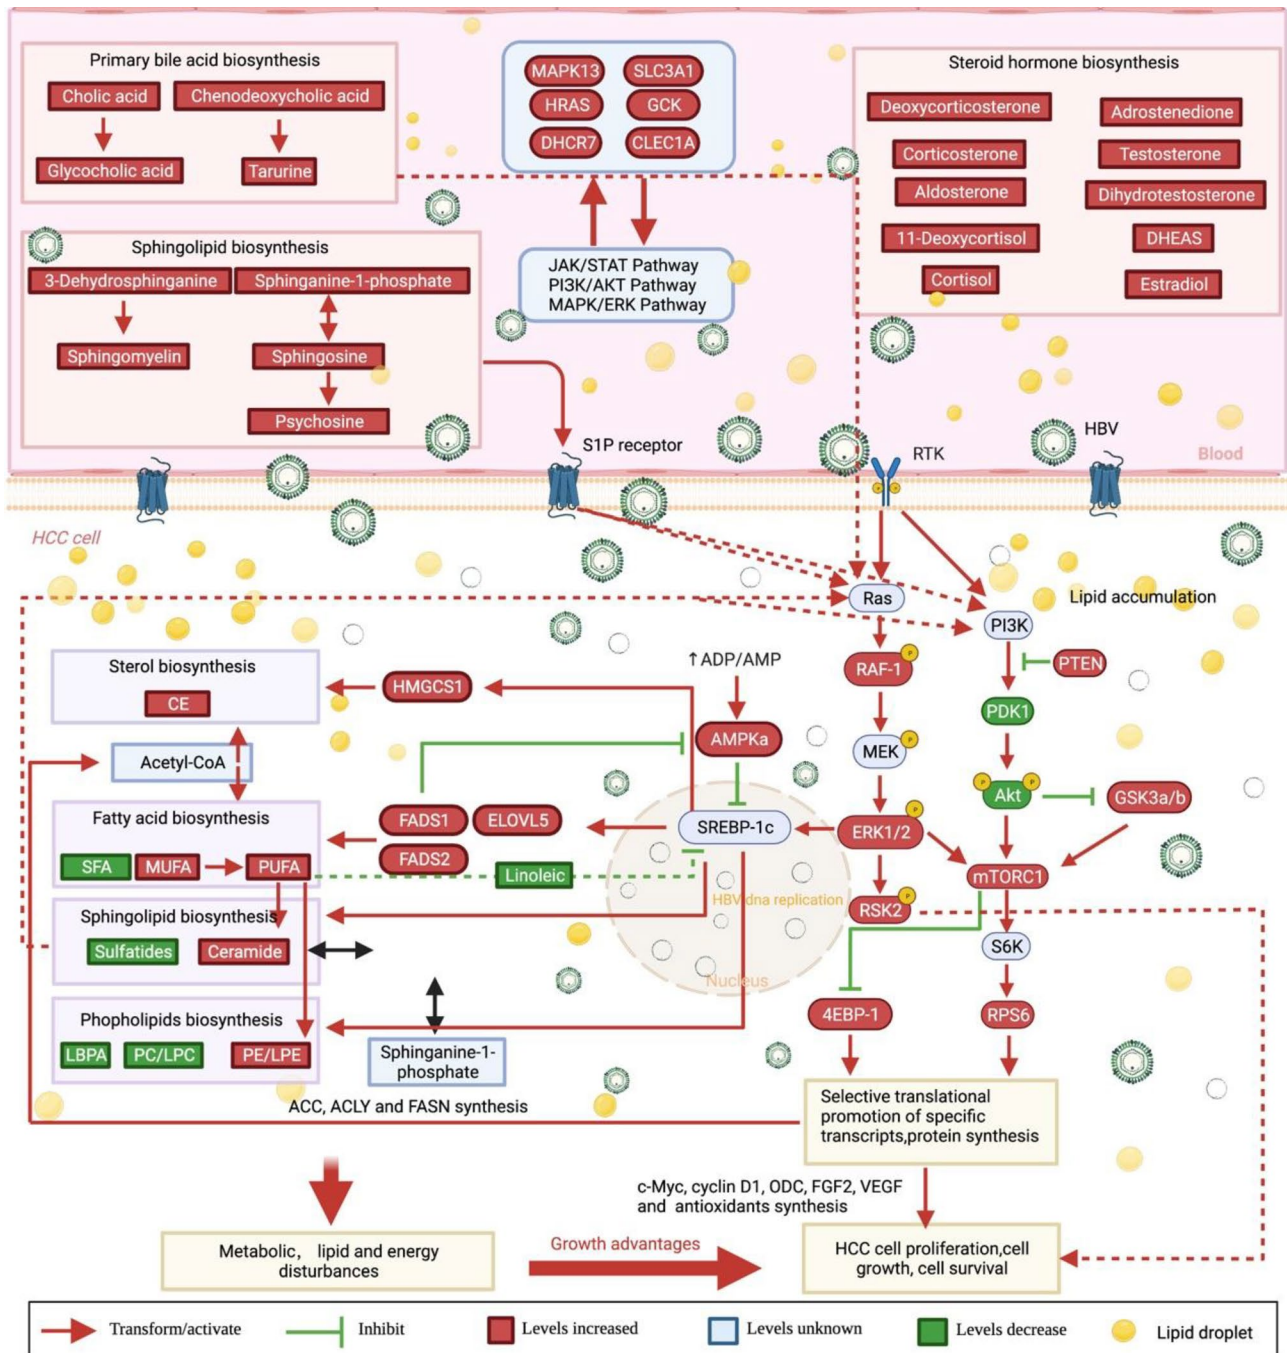 Primary bile acid biosynthesis
Cholic acid
Chenodeoxycholic acid
Glycocholic acid
Tarurine
MAPK13
SLC3A1
HRAS
GCK
DHCR7
CLEC1A
JAK/STAT Pathway
PI3K/AKT Pathway
MAPK/ERK Pathway
Steroid hormone biosynthesis
Deoxycorticosterone
Adrostenedione
Corticosterone
Testosterone
Aldosterone
Dihydrotestosterone
11-Deoxycortisol
DHEAS
Cortisol
Estradiol
Sphingolipid biosynthesis
3-Dehydrosphinganine
Sphinganine-1-phosphate
Sphingomyelin
Sphingosine
Psychosine
S1P receptor
RTK
HBV
Blood
P
P
HCC cell
Ras
Lipid accumulation
PI3K
Sterol biosynthesis
CE
HMGCS1
↑ADP/AMP
RAF-1
P
PTEN
PDK1
Acetyl-CoA
AMPKa
MEK
P
P
Akt
P
GSK3a/b
Fatty acid biosynthesis
SFA
MUFA
PUFA
FADS1
ELOVL5
FADS2
Linoleic
SREBP-1c
ERK1/2
P
mTORC1
HBV dna replication
RSK2
P
Sphingolipid biosynthesis
Sulfatides
Ceramide
S6K
Nucleus
Phopholipids biosynthesis
LBPA
PC/LPC
PE/LPE
Sphinganine-1-
phosphate
4EBP-1
RPS6
ACC, ACLY and FASN synthesis
Selective translational
promotion of specific
transcripts,protein synthesis
c-Myc, cyclin D1, ODC, FGF2, VEGF
and antioxidants synthesis
Metabolic, lipid and energy
disturbances
Growth advantages
HCC cell proliferation,cell
growth, cell survival
Transform/activate
Inhibit
Levels increased
Levels unknown
Levels decrease
Lipid droplet